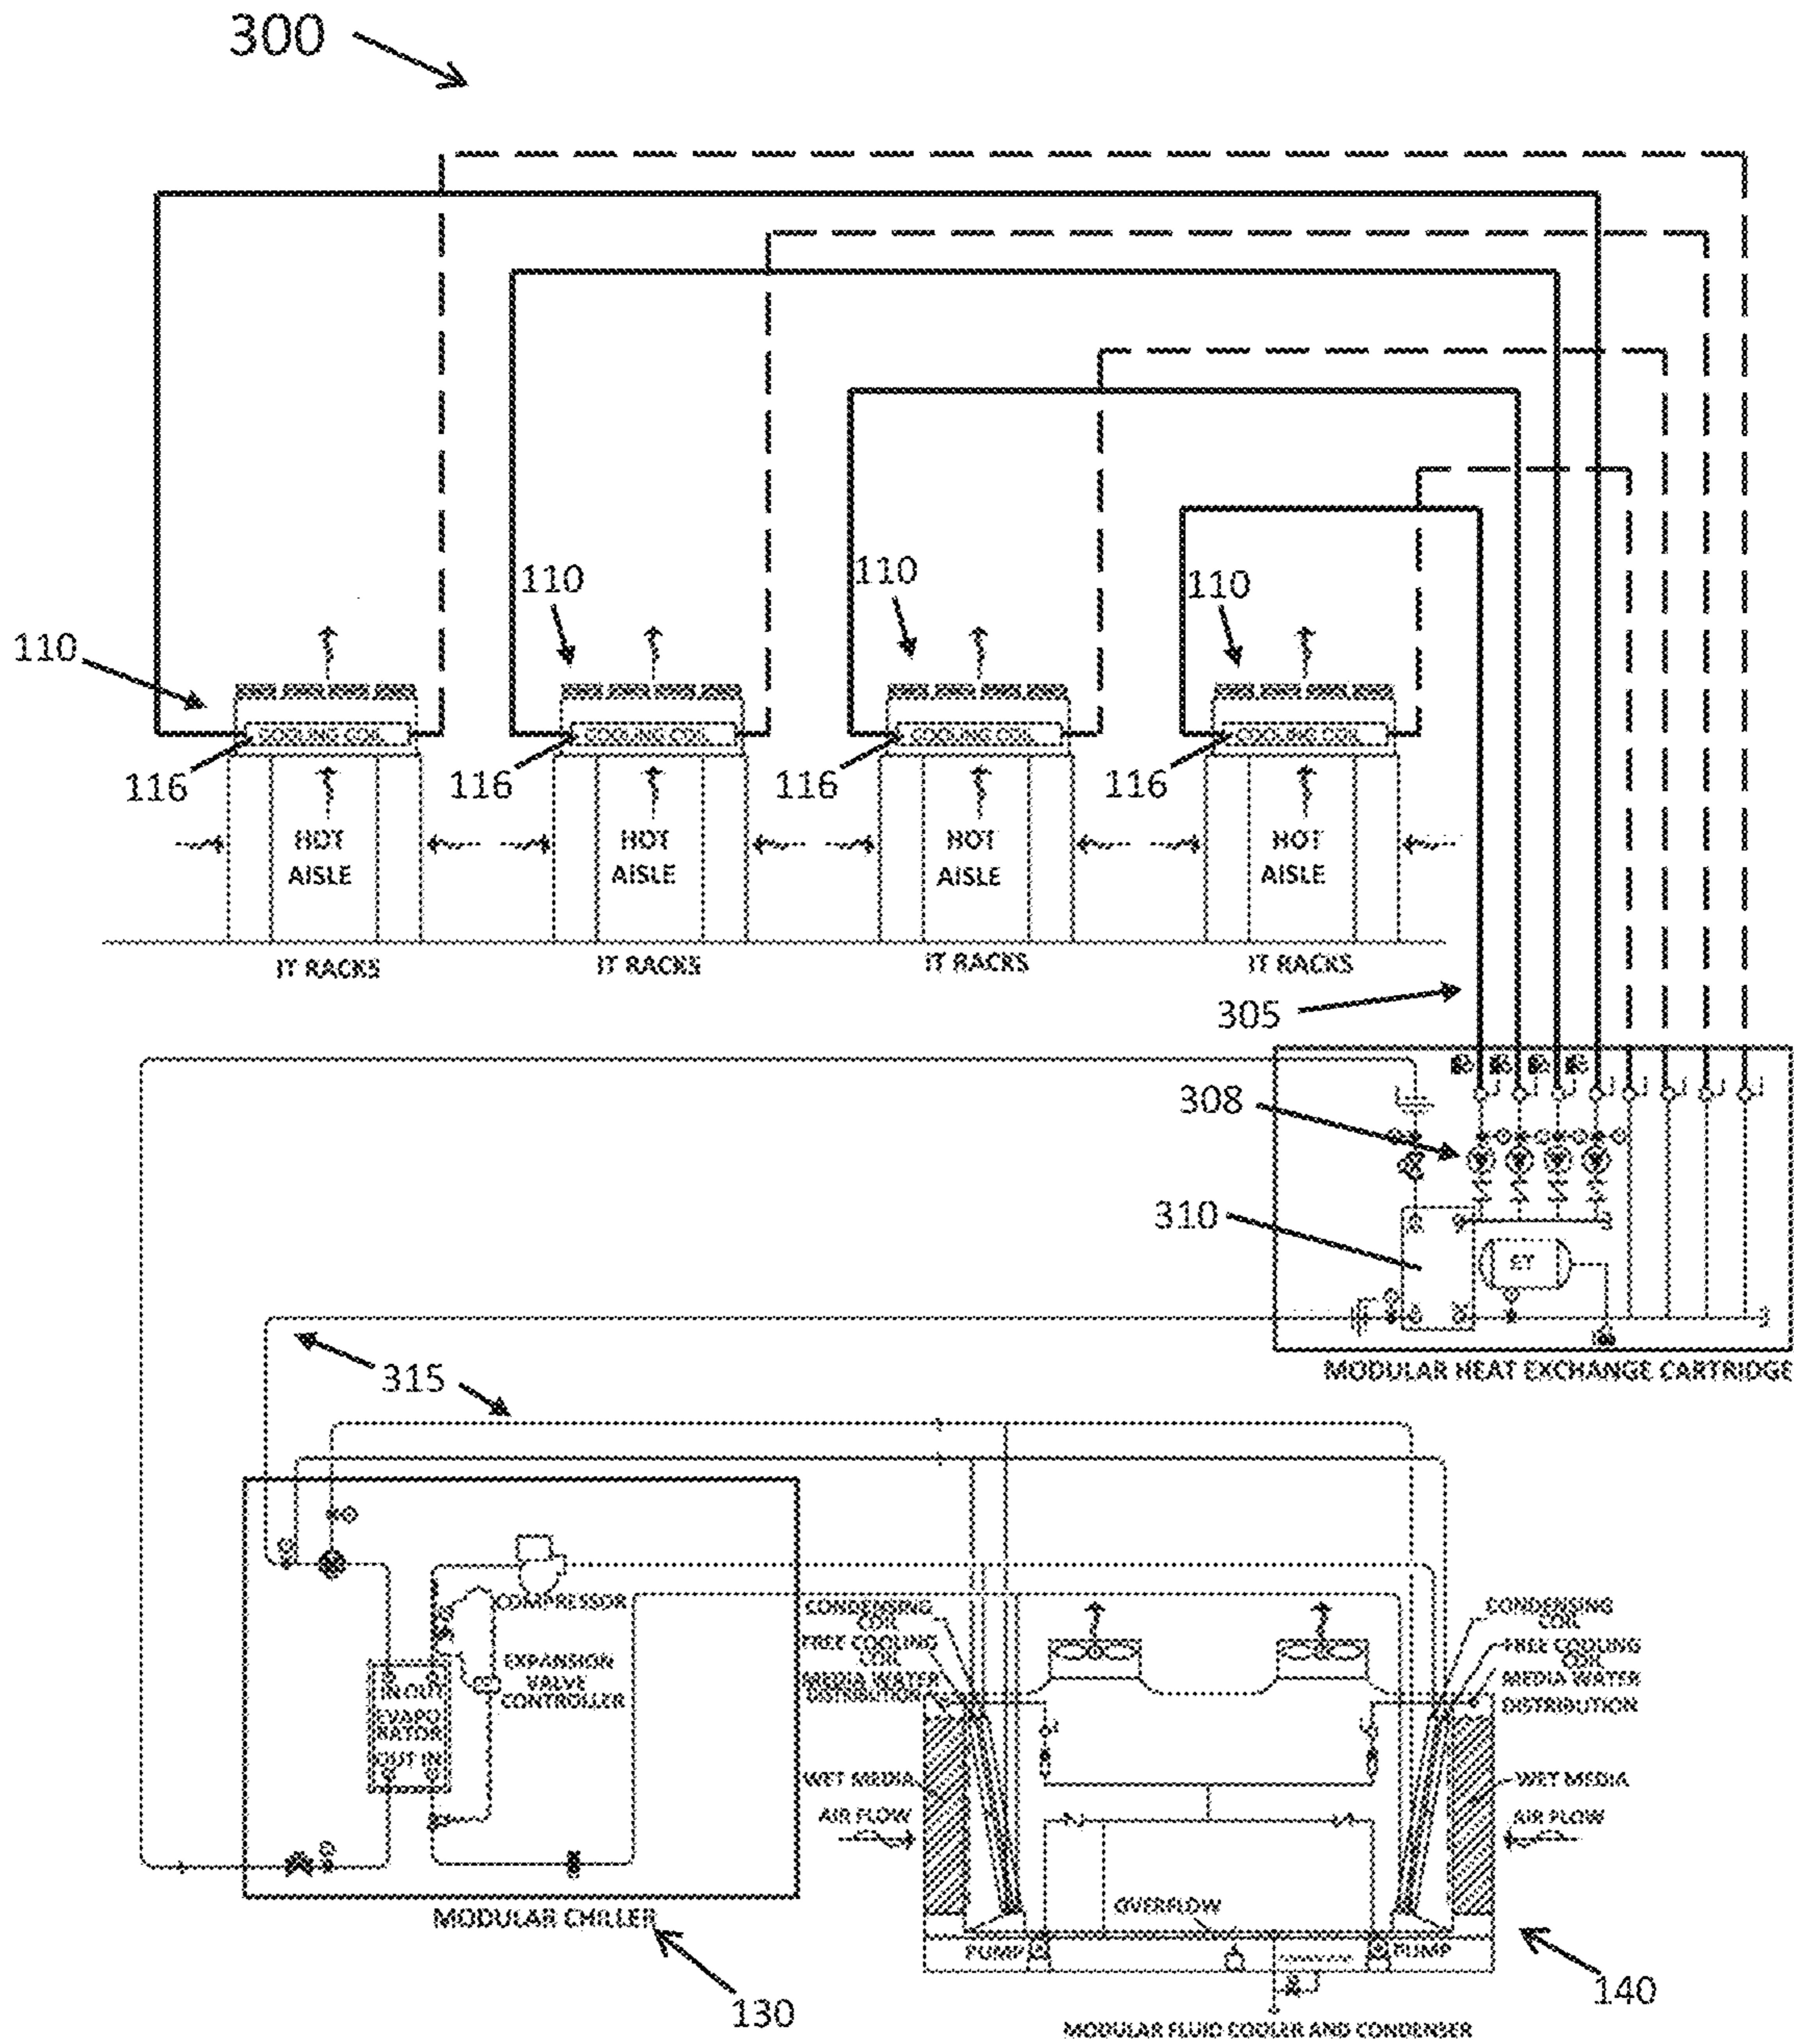 300
110
110
110
110
COOLING COIL
COOLING COIL
COOLING COIL
COOLING COIL
116
116
116
116
HOT
AISLE
HOT
AISLE
HOT
AISLE
HOT
AISLE
IT RACKS
IT RACKS
IT RACKS
IT RACKS
305
308
310
ET
MODULAR HEAT EXCHANGE CARTRIDGE
315
COMPRESSOR
EXPANSION
VALVE
CONTROLLER
IN OUT
EVAPO
RATOR
OUT IN
MODULAR CHILLER
130
CONDENSING
COIL
FREE COOLING
COIL
MEDIA WATER
DISTRIBUTION
WET MEDIA
AIR FLOW
CONDENSING
COIL
FREE COOLING
COIL
MEDIA WATER
DISTRIBUTION
WET MEDIA
AIR FLOW
OVERFLOW
PUMP
PUMP
140
MODULAR FLUID COOLER AND CONDENSER